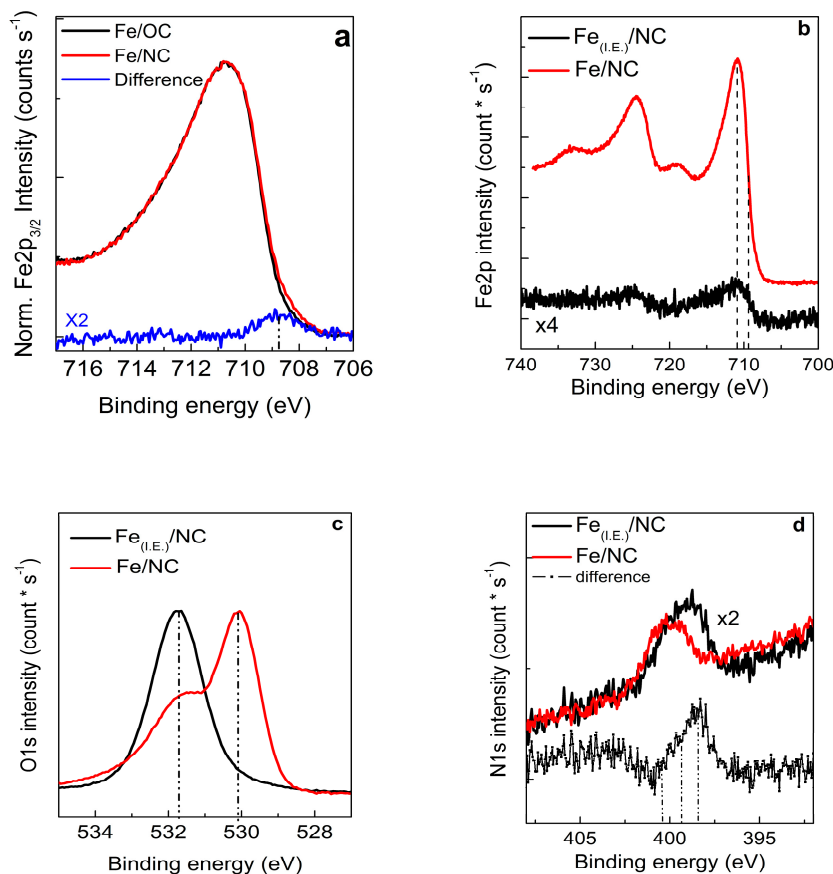 a
Fe/OC
Fe/NC
Difference
Norm. Fe2p3/2 Intensity (counts s-1)
X2
716 714 712 710 708 706
Binding energy (eV)
b
Fe(I.E.)/NC
Fe/NC
Fe2p intensity (count * s-1)
x4
740 730 720 710 700
Binding energy (eV)
c
Fe(I.E.)/NC
Fe/NC
O1s intensity (count * s-1)
534 532 530 528
Binding energy (eV)
d
Fe(I.E.)/NC
Fe/NC
difference
x2
N1s intensity (count * s-1)
405 400 395
Binding energy (eV)